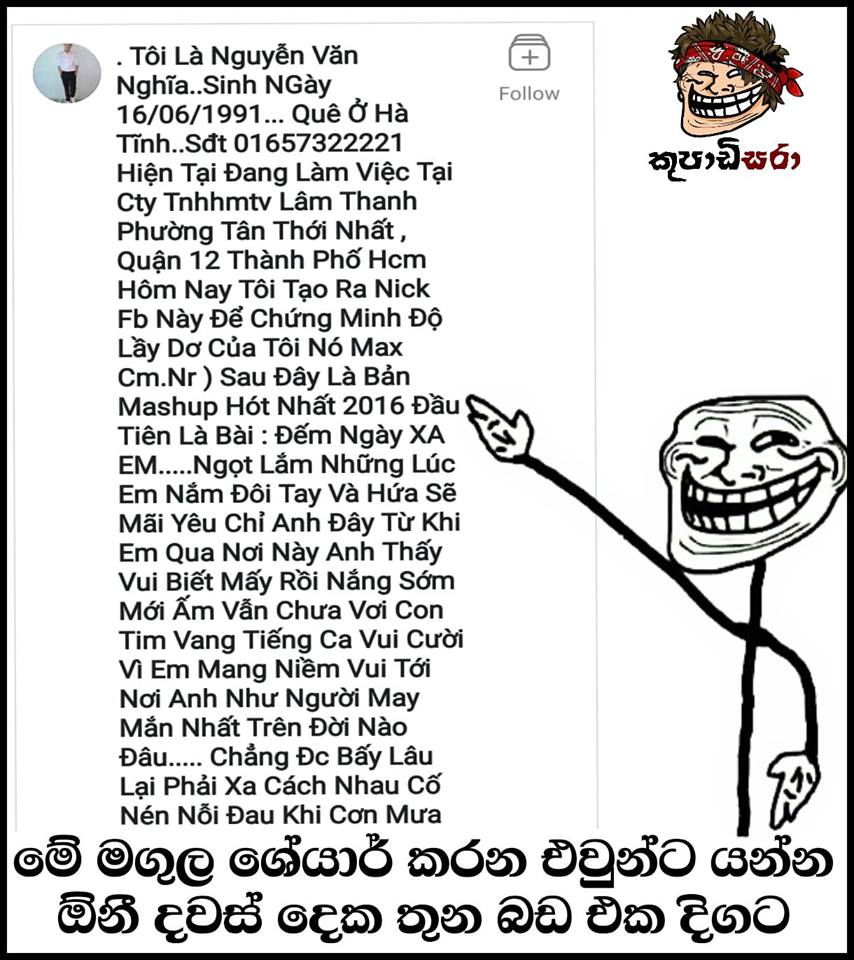 . Tôi Là Nguyễn Văn
Nghĩa..Sinh NGày
16/06/1991... Quê Ở Hà
Tĩnh..Sđt 01657322221
Hiện Tại Đang Làm Việc Tại
Cty Tnhhmtv Lâm Thanh
Phường Tân Thới Nhất ,
Quận 12 Thành Phố Hcm
Hôm Nay Tôi Tạo Ra Nick
Fb Này Để Chứng Minh Độ
Lầy Dơ Của Tôi Nó Max
Cm.Nr ) Sau Đây Là Bản
Mashup Hót Nhất 2016 Đầu
Tiên Là Bài : Đếm Ngày XA
EM.....Ngọt Lắm Những Lúc
Em Nắm Đôi Tay Và Hứa Sẽ
Mãi Yêu Chỉ Anh Đây Từ Khi
Em Qua Nơi Này Anh Thấy
Vui Biết Mấy Rồi Nắng Sớm
Mới Ấm Vẫn Chưa Vơi Con
Tim Vang Tiếng Ca Vui Cười
Vì Em Mang Niềm Vui Tới
Nơi Anh Như Người May
Mắn Nhất Trên Đời Nào
Đâu..... Chẳng Đc Bấy Lâu
Lại Phải Xa Cách Nhau Cố
Nén Nỗi Đau Khi Cơn Mưa
Follow
කුපාඩිසරා
මේ මගුල ශේයාර් කරන එවුන්ට යන්න
ඕනී දවස් දෙක තුන බඩ එක දිගට